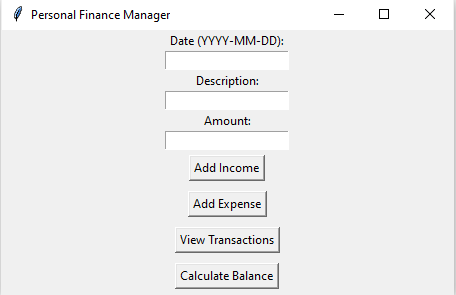 Personal Finance Manager
Date (YYYY-MM-DD):
Description:
Amount:
Add Income
Add Expense
View Transactions
Calculate Balance